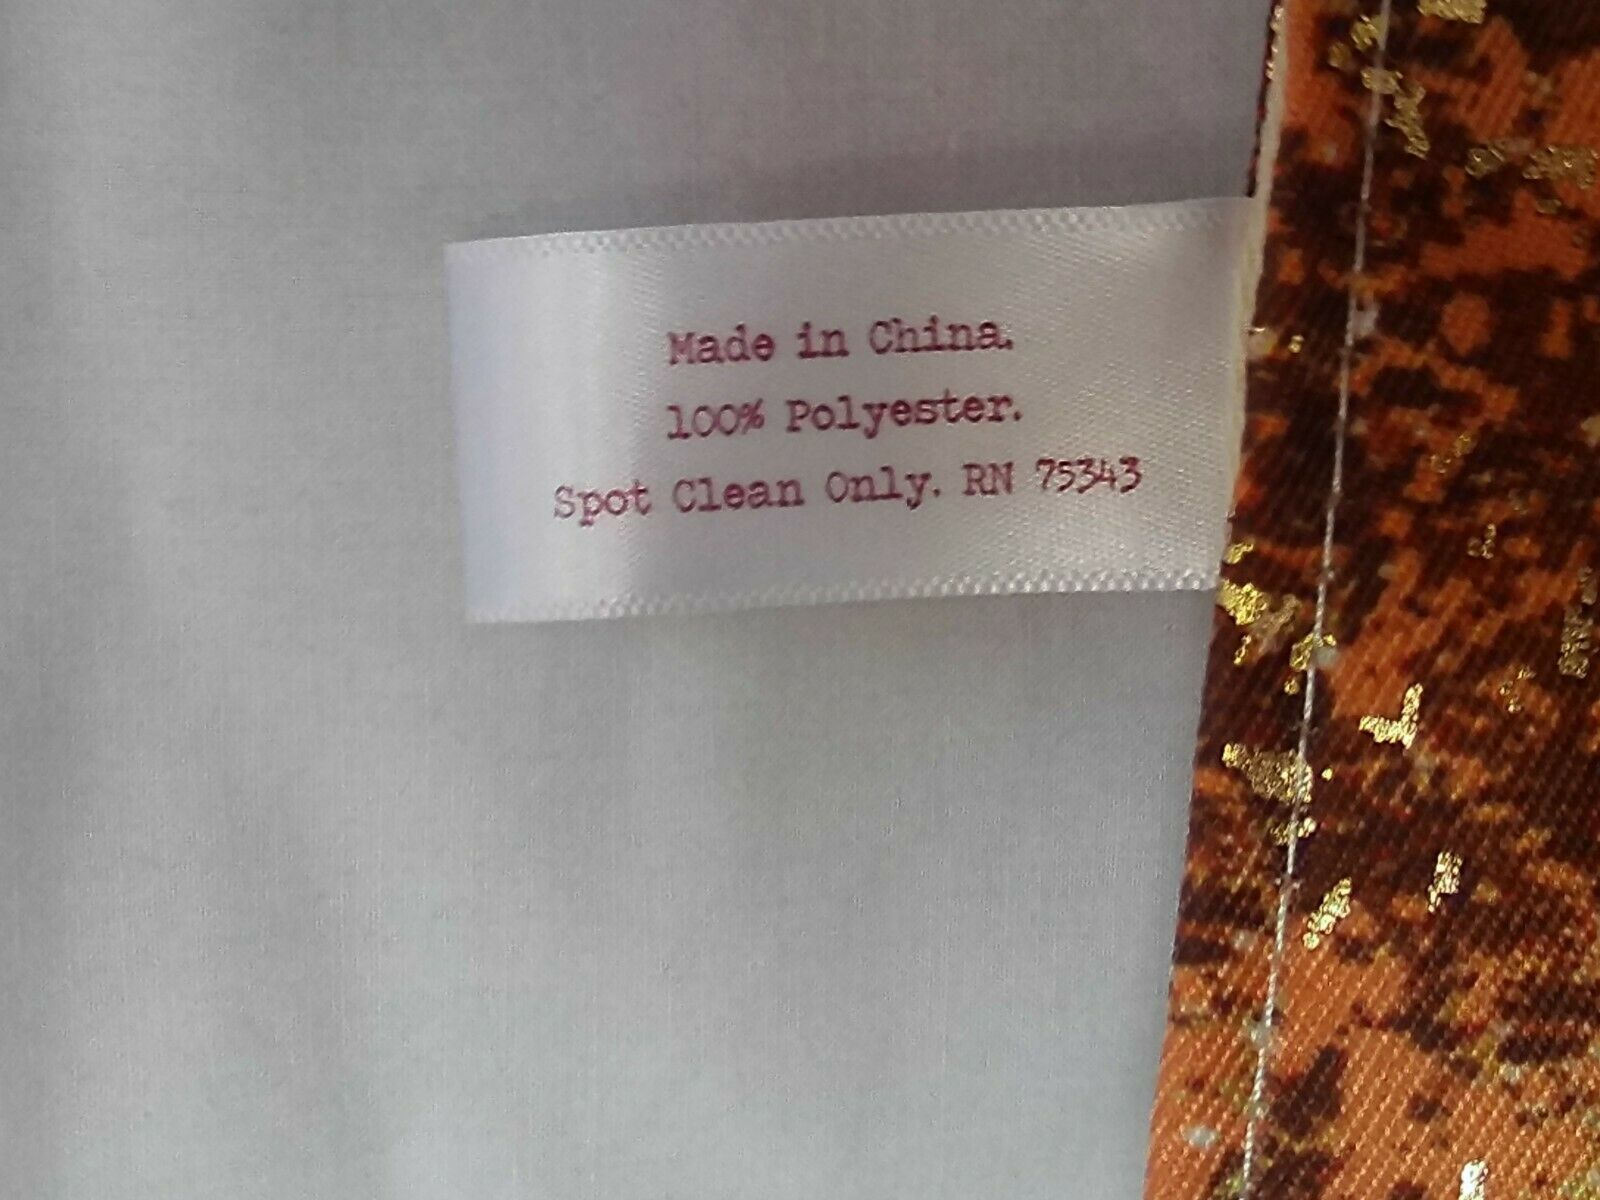 Made in China.
100% Polyester.
Spot Clean Only. RN 75343